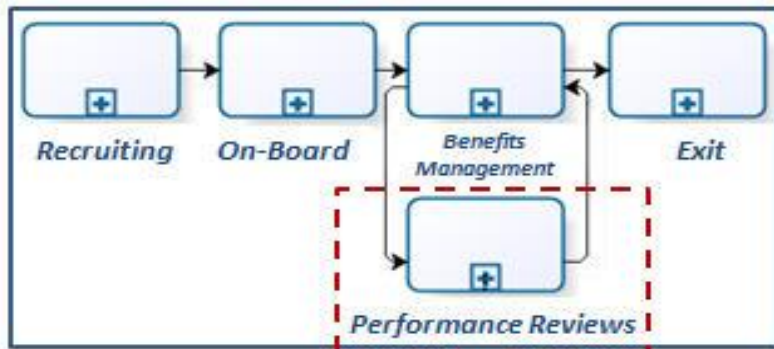 Recruiting
On-Board
Benefits
Management
Exit
Performance Reviews